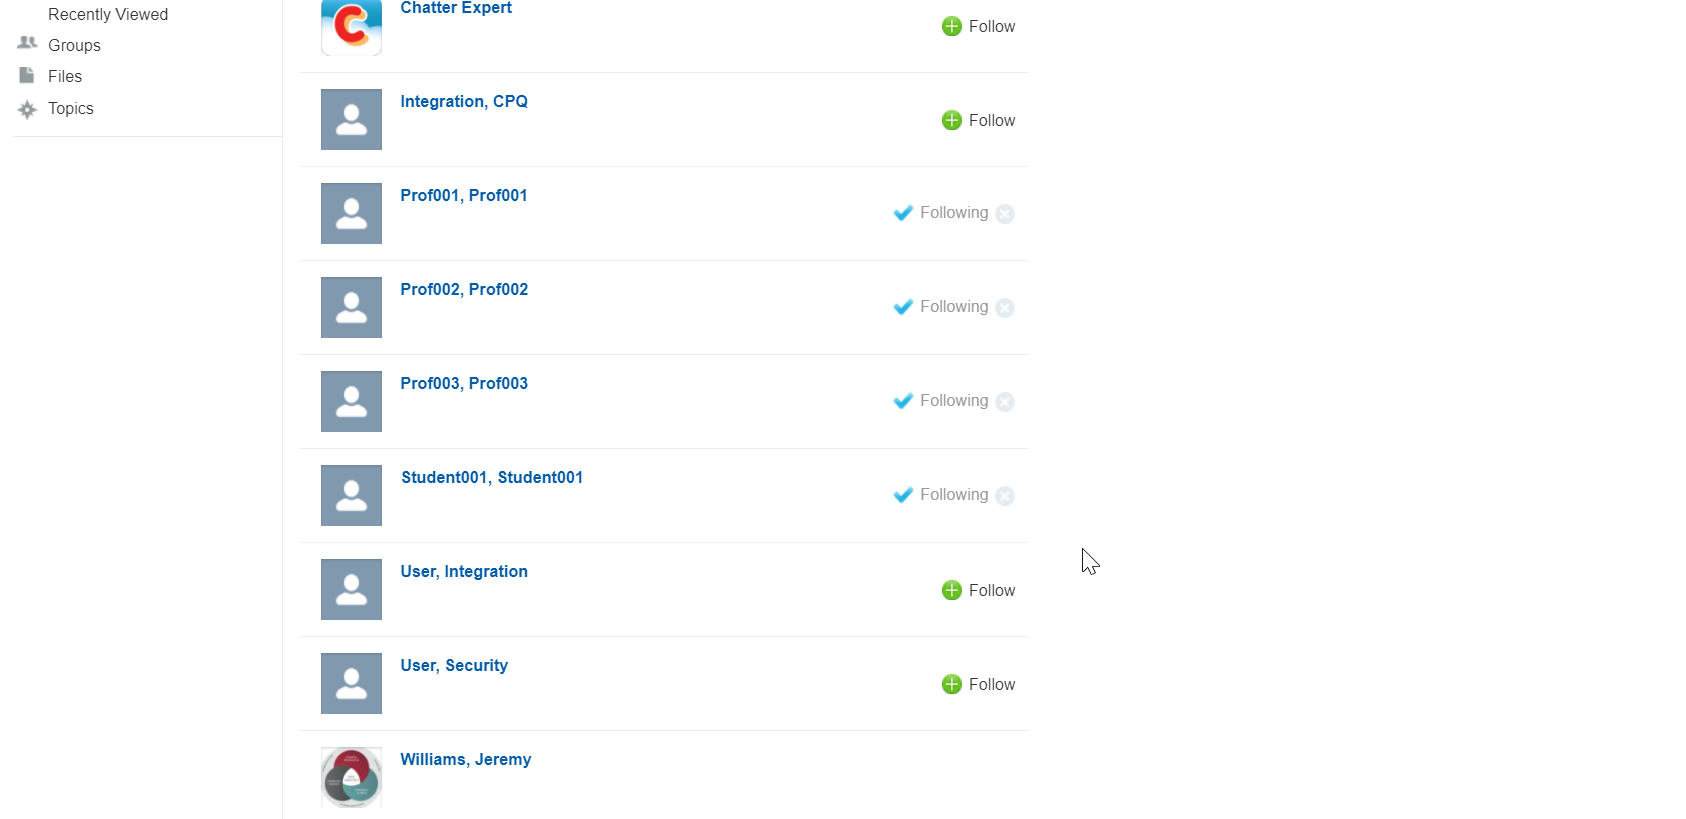 Recently Viewed
Groups
Files
Topics
Chatter Expert
Follow
Integration, CPQ
Follow
Prof001, Prof001
Following
Prof002, Prof002
Following
Prof003, Prof003
Following
Student001, Student001
Following
User, Integration
Follow
User, Security
Follow
Williams, Jeremy